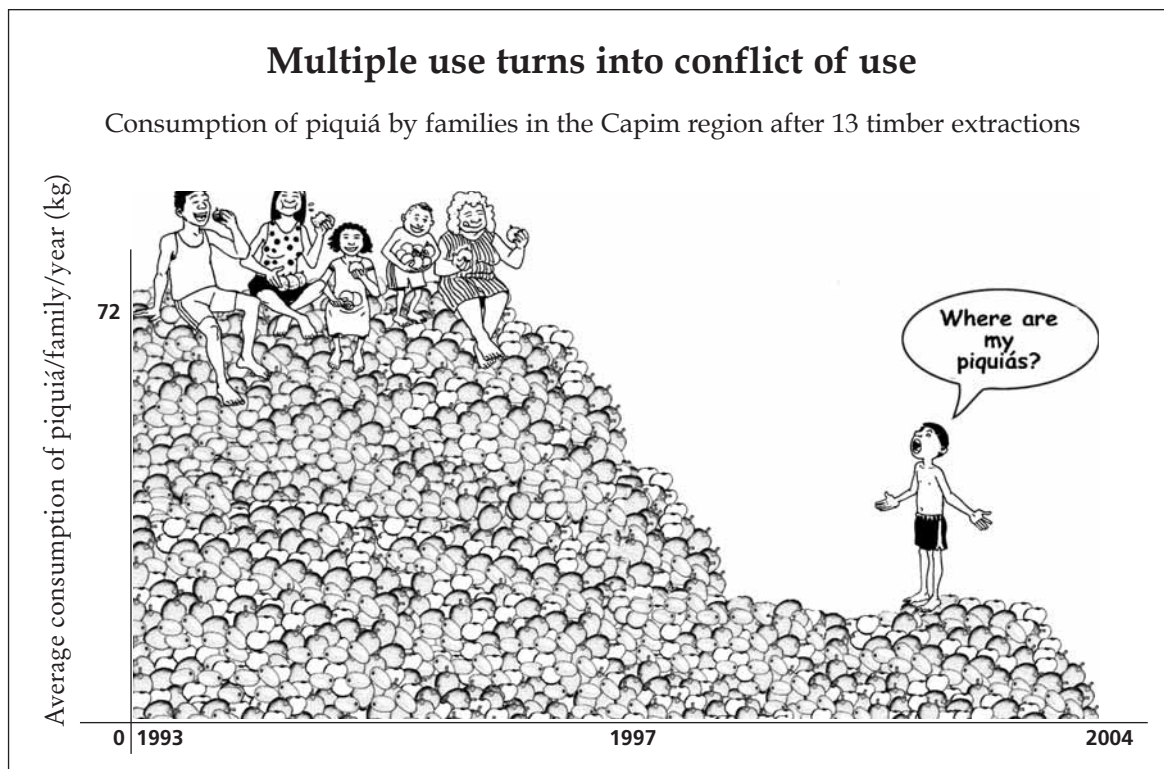 Multiple use turns into conflict of use
Consumption of piquiá by families in the Capim region after 13 timber extractions
Average consumption of piquiá/family/year (kg)
72
Where are
my
piquiás?
0 1993
1997
2004